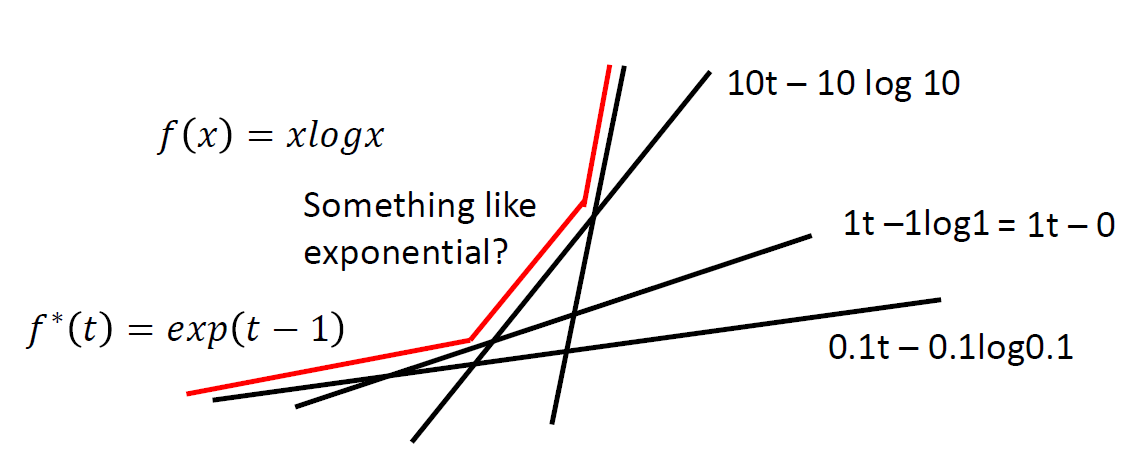 10t – 10 log 10
f(x) = xlogx
Something like
exponential?
1t –1log1 = 1t – 0
f*(t) = exp(t − 1)
0.1t – 0.1log0.1